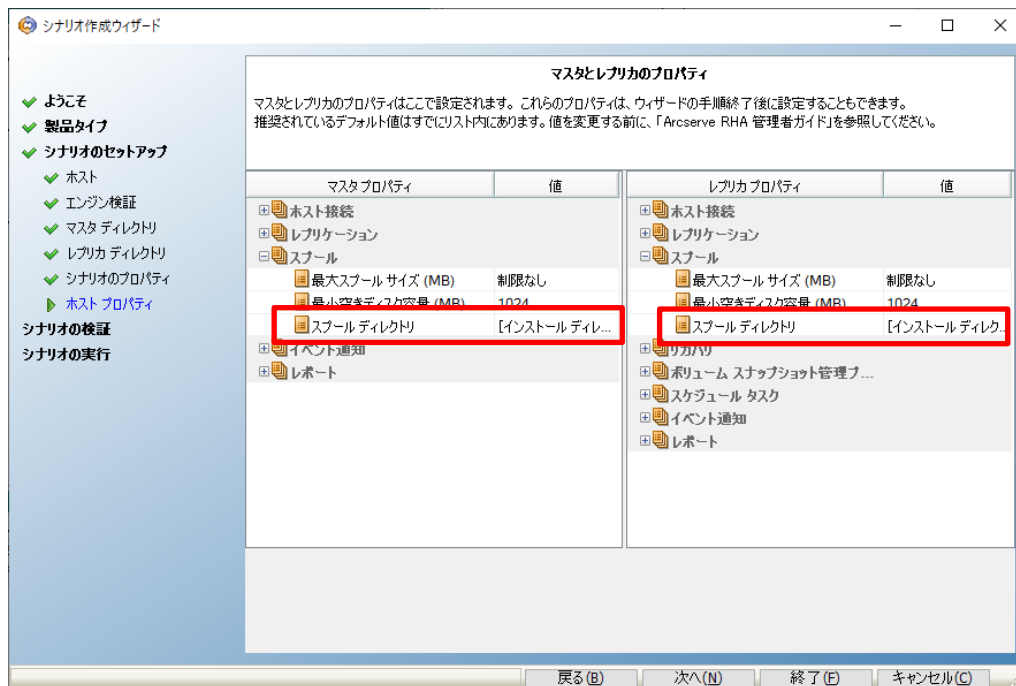 シナリオ作成ウィザード
ようこそ
製品タイプ
シナリオのセットアップ
ホスト
エンジン検証
マスタ ディレクトリ
レプリカ ディレクトリ
シナリオのプロパティ
ホスト プロパティ
シナリオの検証
シナリオの実行
マスタとレプリカのプロパティ
マスタとレプリカのプロパティはここで設定されます。これらのプロパティは、ウィザードの手順終了後に設定することもできます。
推奨されているデフォルト値はすでにリスト内にあります。値を変更する前に、「Arcserve RHA 管理者ガイド」を参照してください。
マスタ プロパティ 値
ホスト接続
レプリケーション
スプール
最大スプール サイズ (MB) 制限なし
最小空きディスク容量 (MB) 1024
スプール ディレクトリ [インストール ディレ...
イベント通知
レポート
レプリカ プロパティ 値
ホスト接続
レプリケーション
スプール
最大スプール サイズ (MB) 制限なし
最小空きディスク容量 (MB) 1024
スプール ディレクトリ [インストール ディレク...
リカバリ
ボリューム スナップショット管理プ...
スケジュール タスク
イベント通知
レポート
戻る(B) 次へ(N) 終了(F) キャンセル(C)